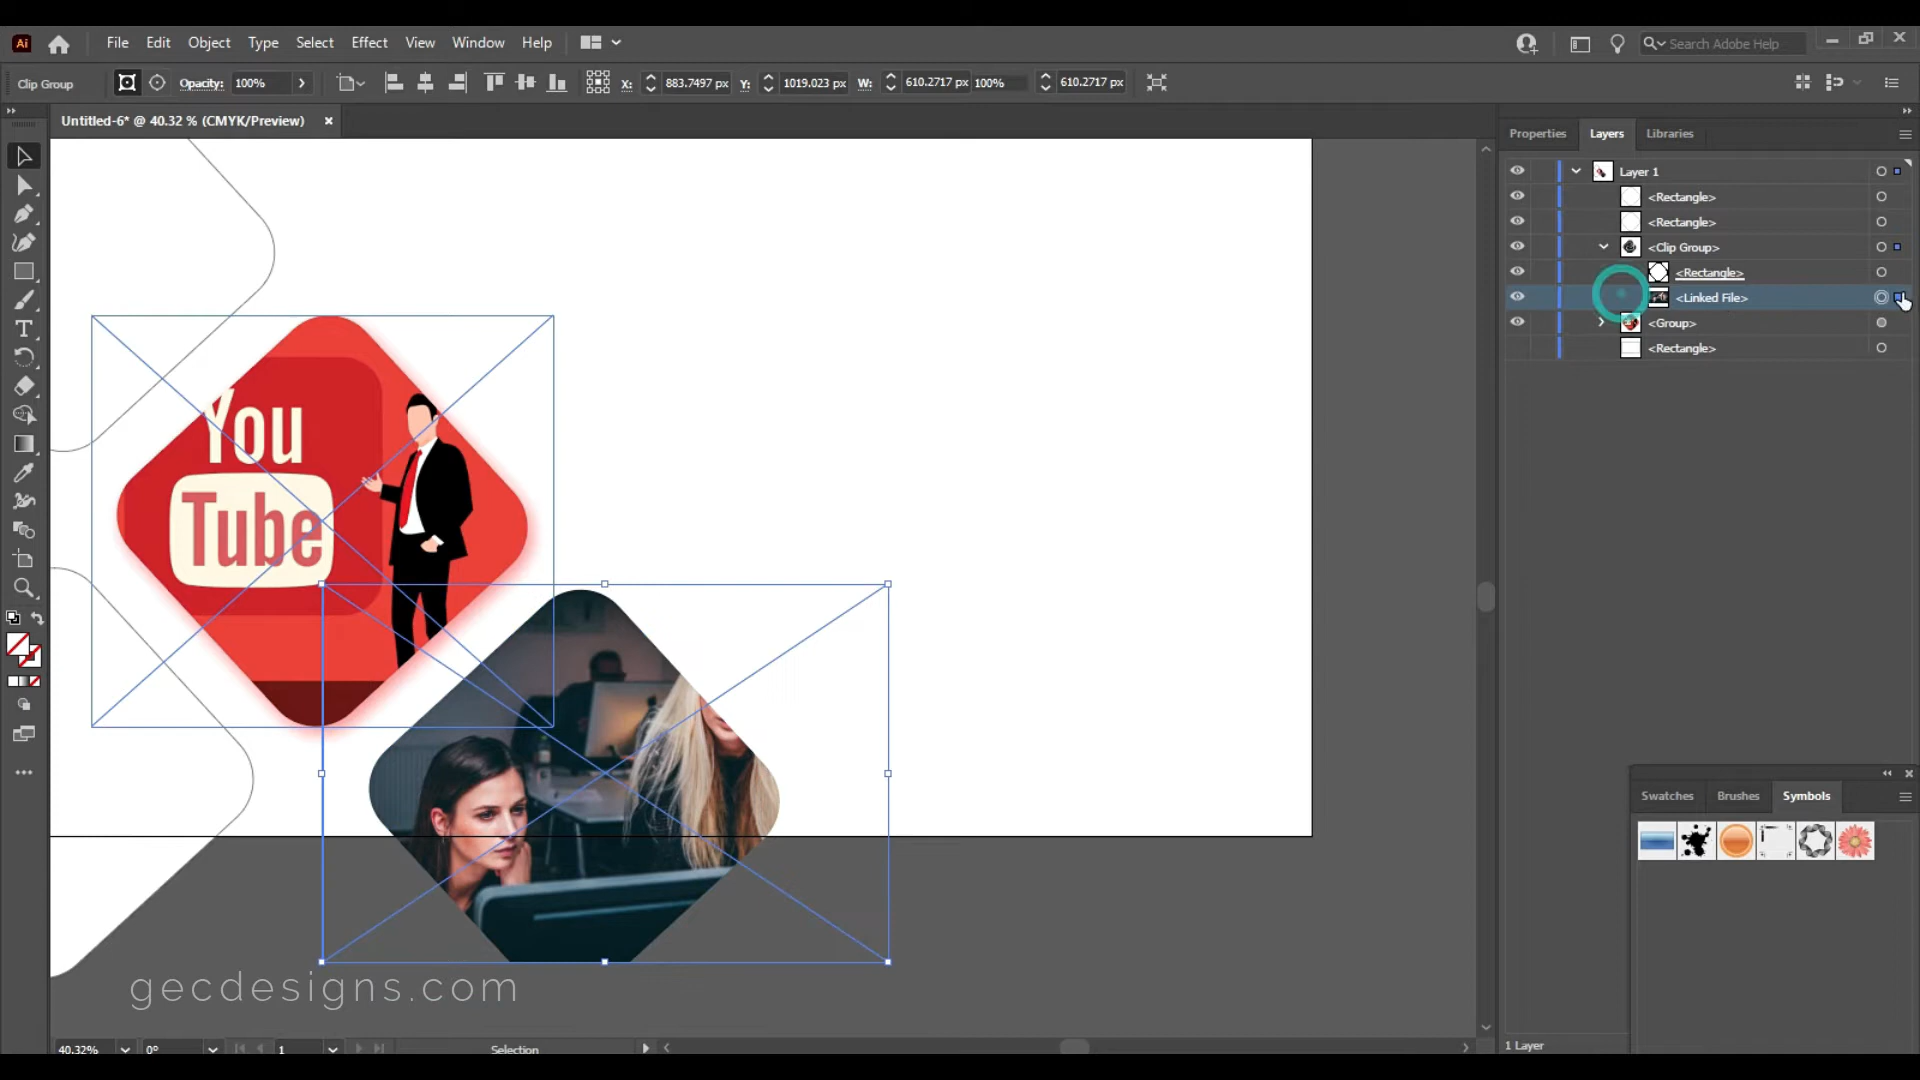 Ai File Edit Select Object Type Select Effect View Window Help Search Adobe Help
Clip Group Opacity: 100% X: 883.7497 px Y: 1019.023 px W: 610.2717 px 100% 610.2717 px
Untitled-6* @ 40.32 % (CMYK/Preview)
Properties Layers Libraries
Layer 1
<Rectangle>
<Rectangle>
<Clip Group>
<Rectangle>
<Linked File>
<Group>
<Rectangle>
You
Tube
Swatches Brushes Symbols
gecdesigns.com
40.32% 0° 1 Selection
1 Layer